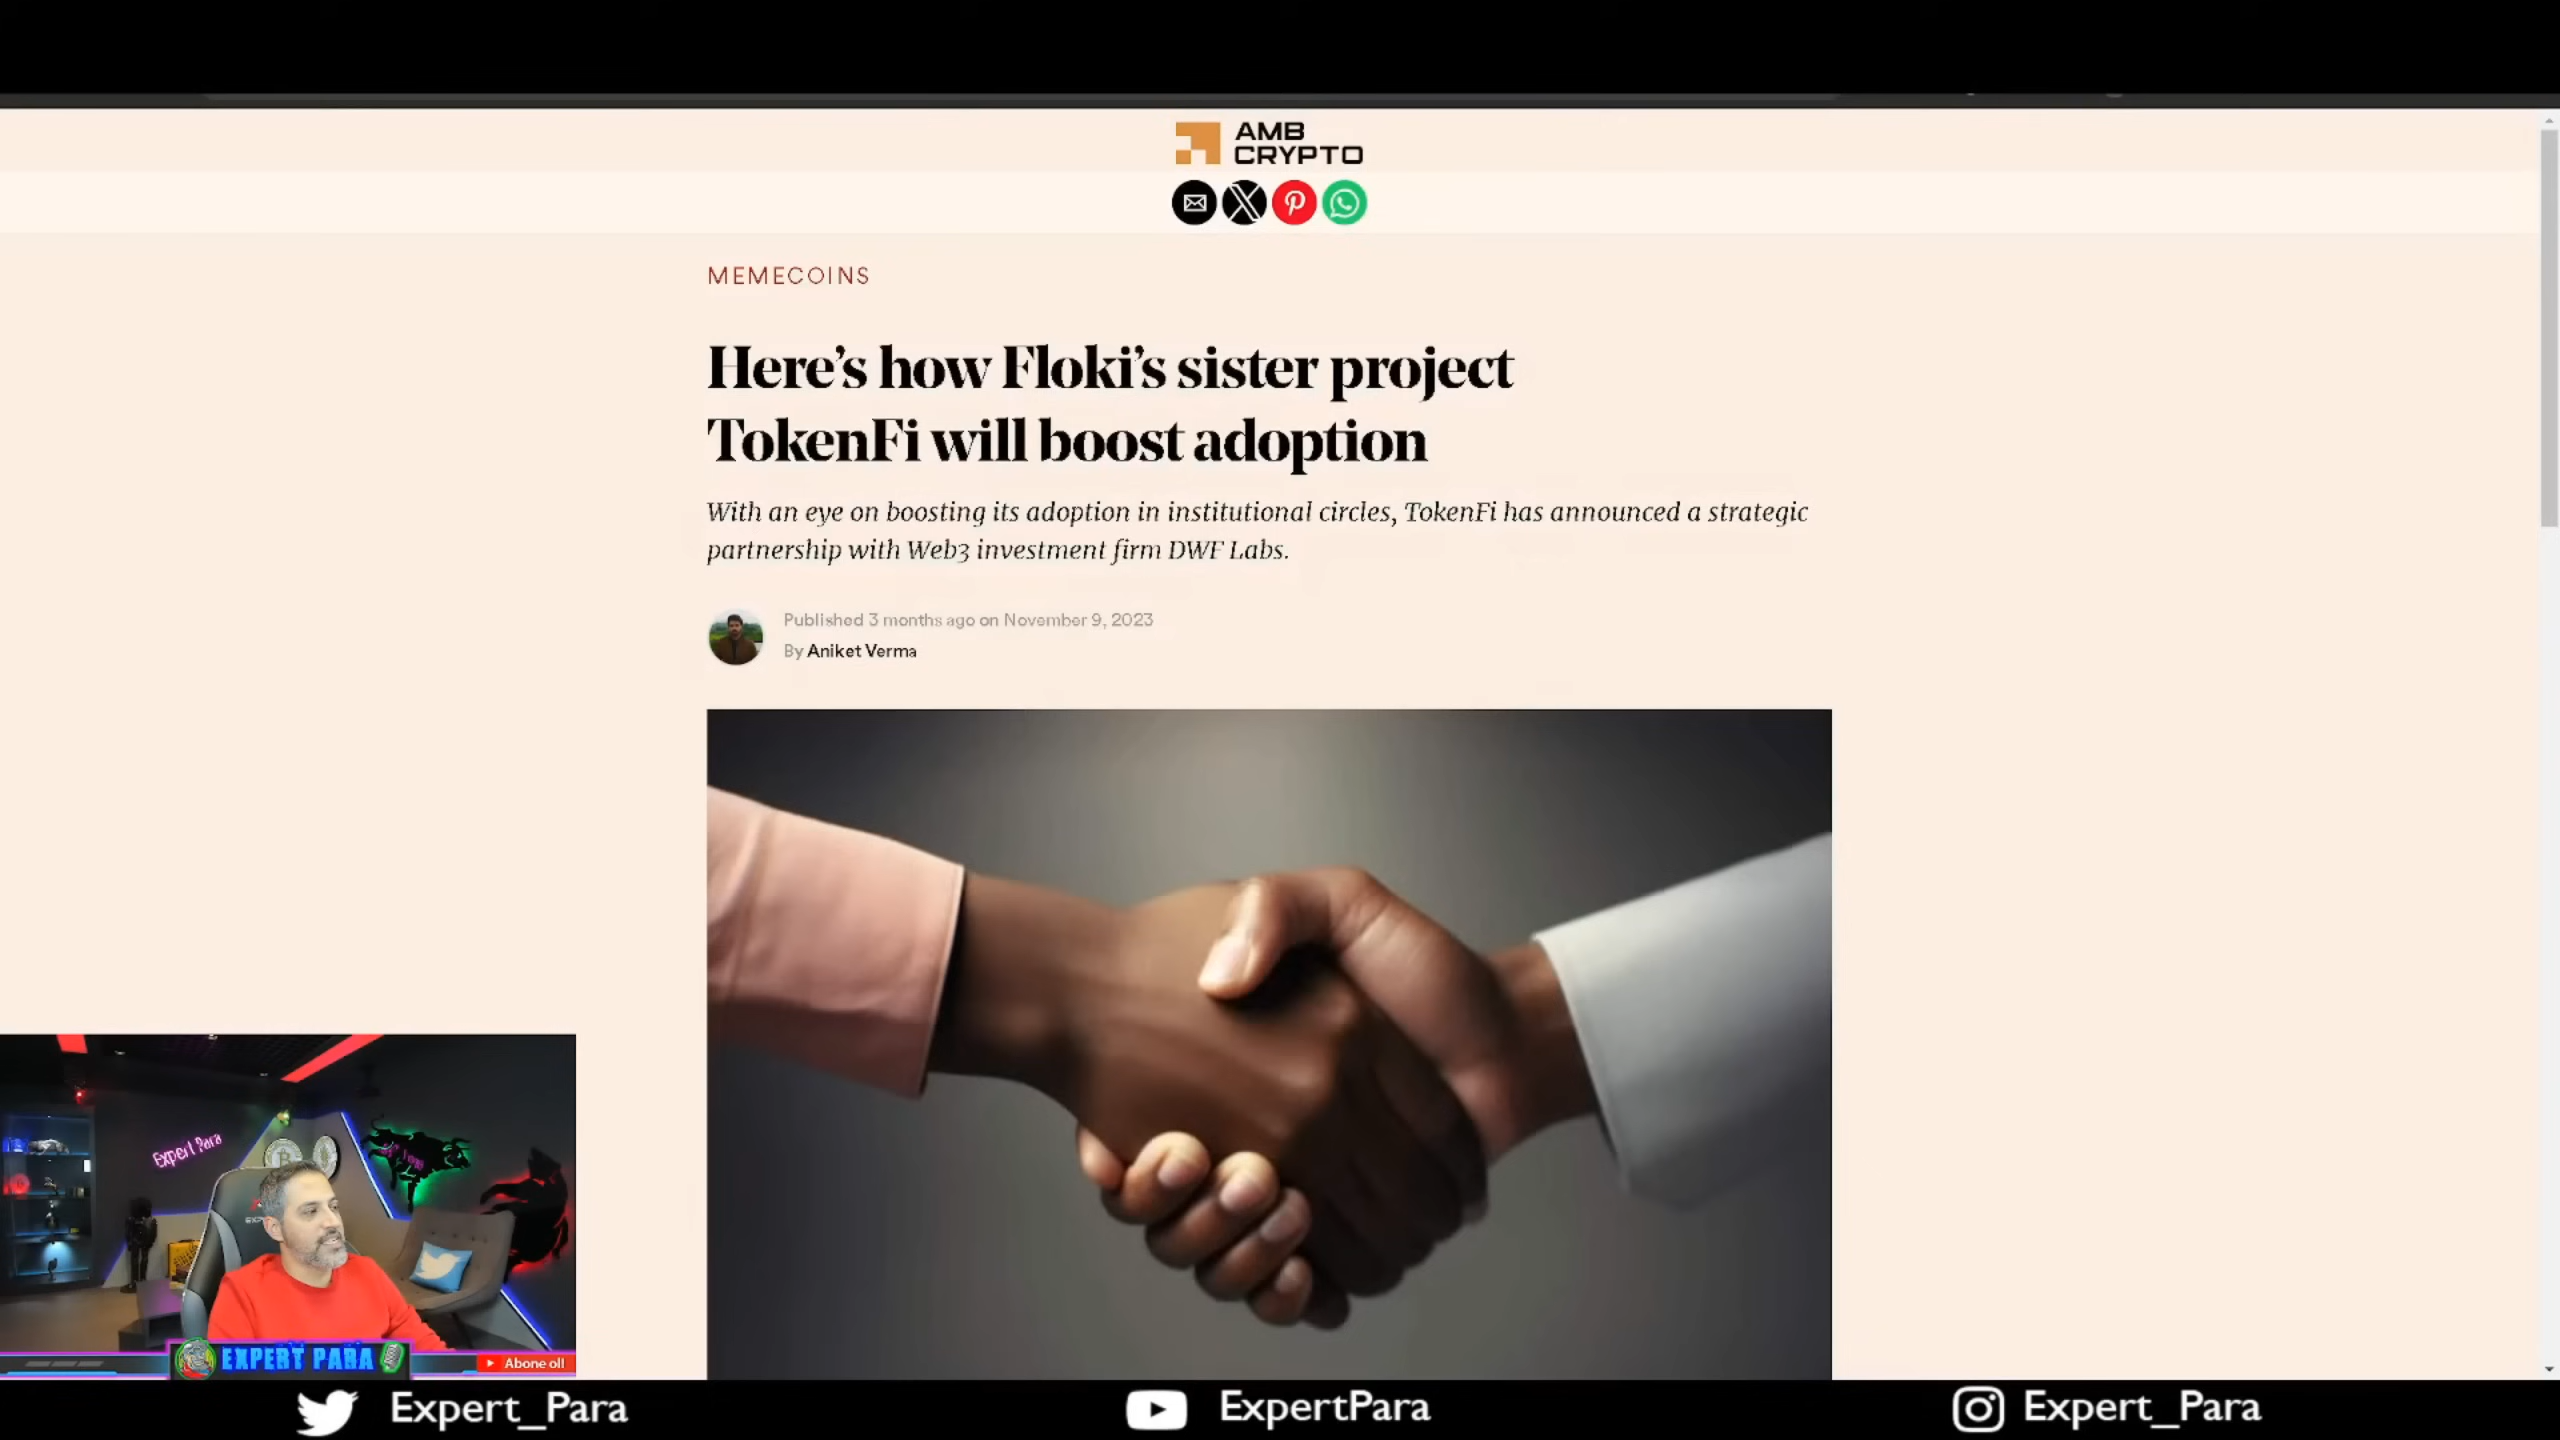 AMB
CRYPTO
MEMECOINS
Here’s how Floki’s sister project
TokenFi will boost adoption
With an eye on boosting its adoption in institutional circles, TokenFi has announced a strategic
partnership with Web3 investment firm DWF Labs.
Published 3 months ago on November 9, 2023
By Aniket Verma
Expert Para
EXPERT PARA
Abone oll
Expert_Para
ExpertPara
Expert_Para